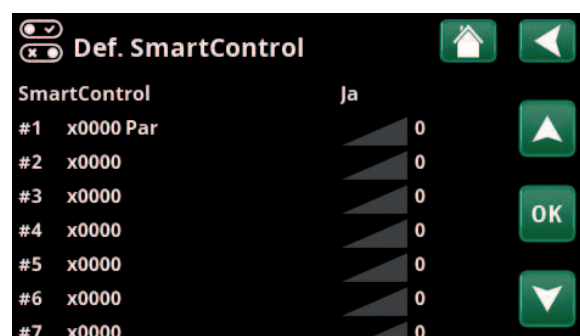 Def. SmartControl
SmartControl Ja
#1 x0000 Par 0
#2 x0000 0
#3 x0000 0
OK
#4 x0000 0
#5 x0000 0
#6 x0000 0
#7 x0000 0